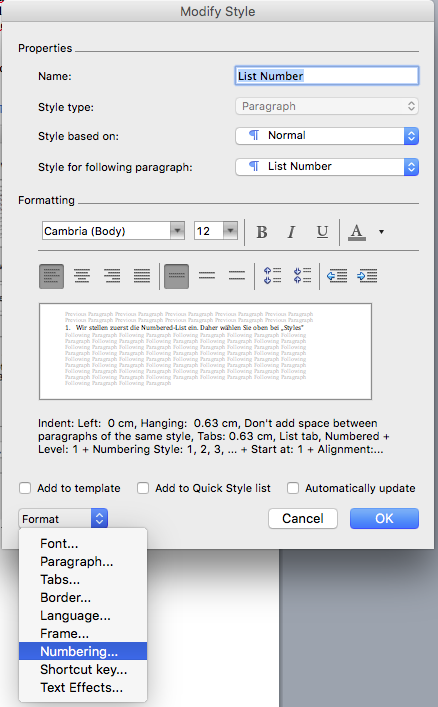 Modify Style
Properties
Name:
List Number
Style type:
Paragraph
Style based on:
¶ Normal
Style for following paragraph:
¶ List Number
Formatting
Cambria (Body)
12
B I U A
Previous Paragraph Previous Paragraph Previous Paragraph Previous Paragraph
Previous Paragraph Previous Paragraph Previous Paragraph Previous Paragraph
1. Wir stellen zuerst die Numbered-List ein. Daher wählen Sie oben bei „Styles"
Following Paragraph Following Paragraph Following Paragraph Following
Paragraph Following Paragraph Following Paragraph Following Paragraph
Following Paragraph Following Paragraph Following Paragraph Following
Paragraph Following Paragraph Following Paragraph Following Paragraph
Following Paragraph Following Paragraph Following Paragraph Following
Paragraph Following Paragraph Following Paragraph Following Paragraph
Following Paragraph Following Paragraph Following Paragraph Following
Paragraph Following Paragraph Following Paragraph Following Paragraph
Following Paragraph Following Paragraph
Indent: Left: 0 cm, Hanging: 0.63 cm, Don't add space between
paragraphs of the same style, Tabs: 0.63 cm, List tab, Numbered +
Level: 1 + Numbering Style: 1, 2, 3, ... + Start at: 1 + Alignment:...
Add to template
Add to Quick Style list
Automatically update
Format
Cancel
OK
Font...
Paragraph...
Tabs...
Border...
Language...
Frame...
Numbering...
Shortcut key...
Text Effects...